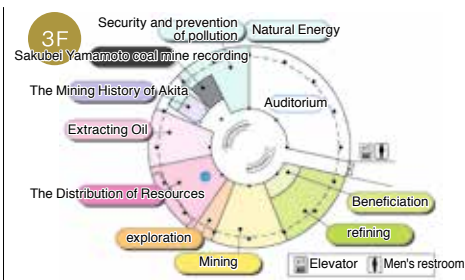 3F
Security and prevention
of pollution
Natural Energy
Sakubei Yamamoto coal mine recording
The Mining History of Akita
Auditorium
Extracting Oil
The Distribution of Resources
Beneficiation
exploration
refining
Mining
Elevator
Men's restroom